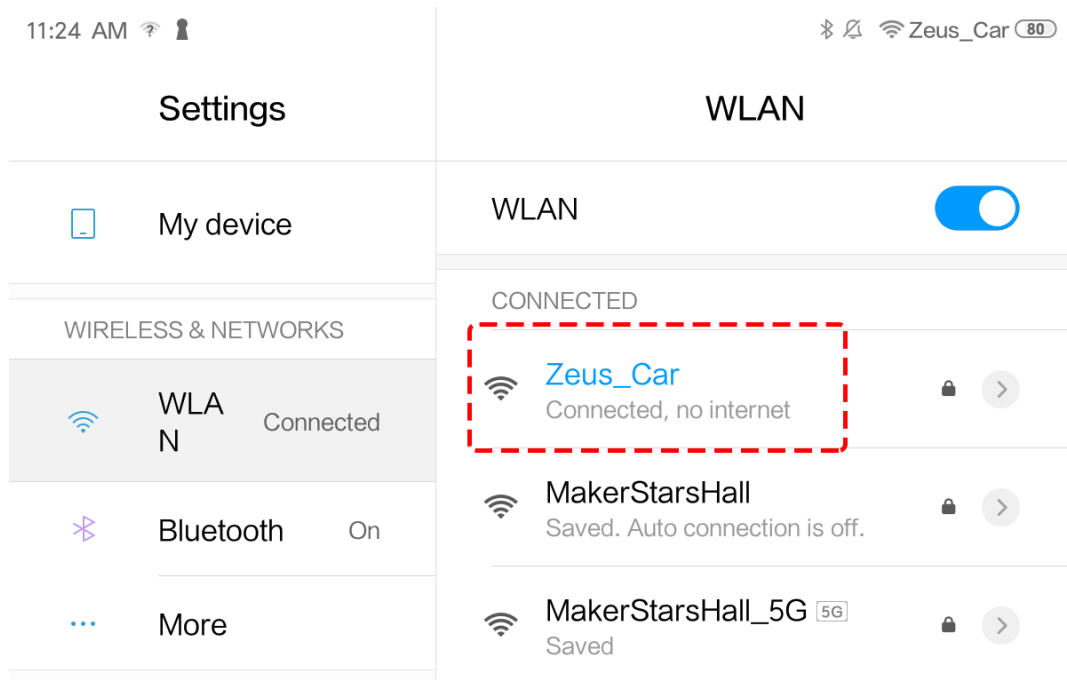 11:24 AM
Zeus_Car 80
Settings
WLAN
My device
WLAN
WIRELESS & NETWORKS
CONNECTED
WLA
N
Connected
Zeus_Car
Connected, no internet
MakerStarsHall
Saved. Auto connection is off.
Bluetooth On
More
MakerStarsHall_5G 5G
Saved